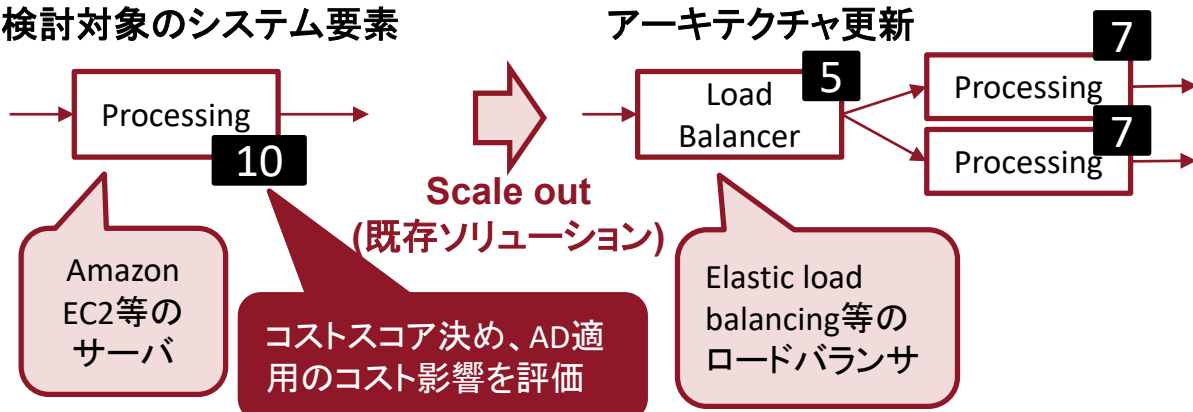 検討対象のシステム要素
アーキテクチャ更新
Processing
10
Load
Balancer
5
Processing
7
Processing
7
Scale out
(既存ソリューション)
Amazon
EC2等の
サーバ
コストスコア決め、AD適
用のコスト影響を評価
Elastic load
balancing等の
ロードバランサ